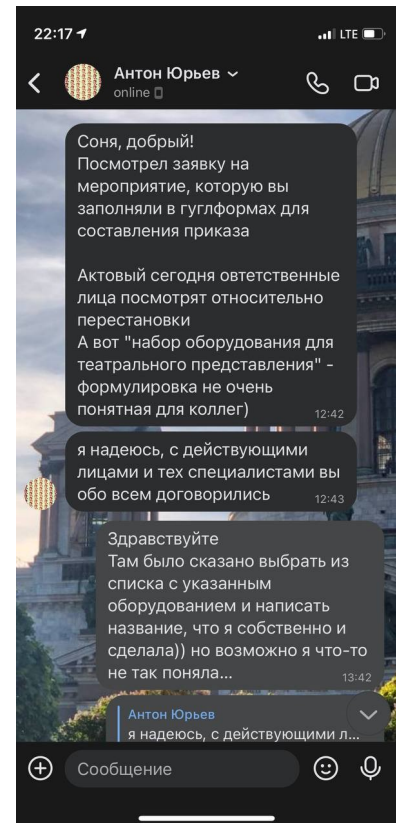 22:17
LTE
Антон Юрьев
online
Соня, добрый!
Посмотрел заявку на
мероприятие, которую вы
заполняли в гуглформах для
составления приказа
Актовый сегодня овтетственные
лица посмотрят относительно
перестановки
А вот "набор оборудования для
театрального представления" -
формулировка не очень
понятная для коллег)
12:42
я надеюсь, с действующими
лицами и тех специалистами вы
обо всем договорились
12:43
Здравствуйте
Там было сказано выбрать из
списка с указанным
оборудованием и написать
название, что я собственно и
сделала)) но возможно я что-то
не так поняла...
13:42
Антон Юрьев
я надеюсь, с действующими л...
Сообщение